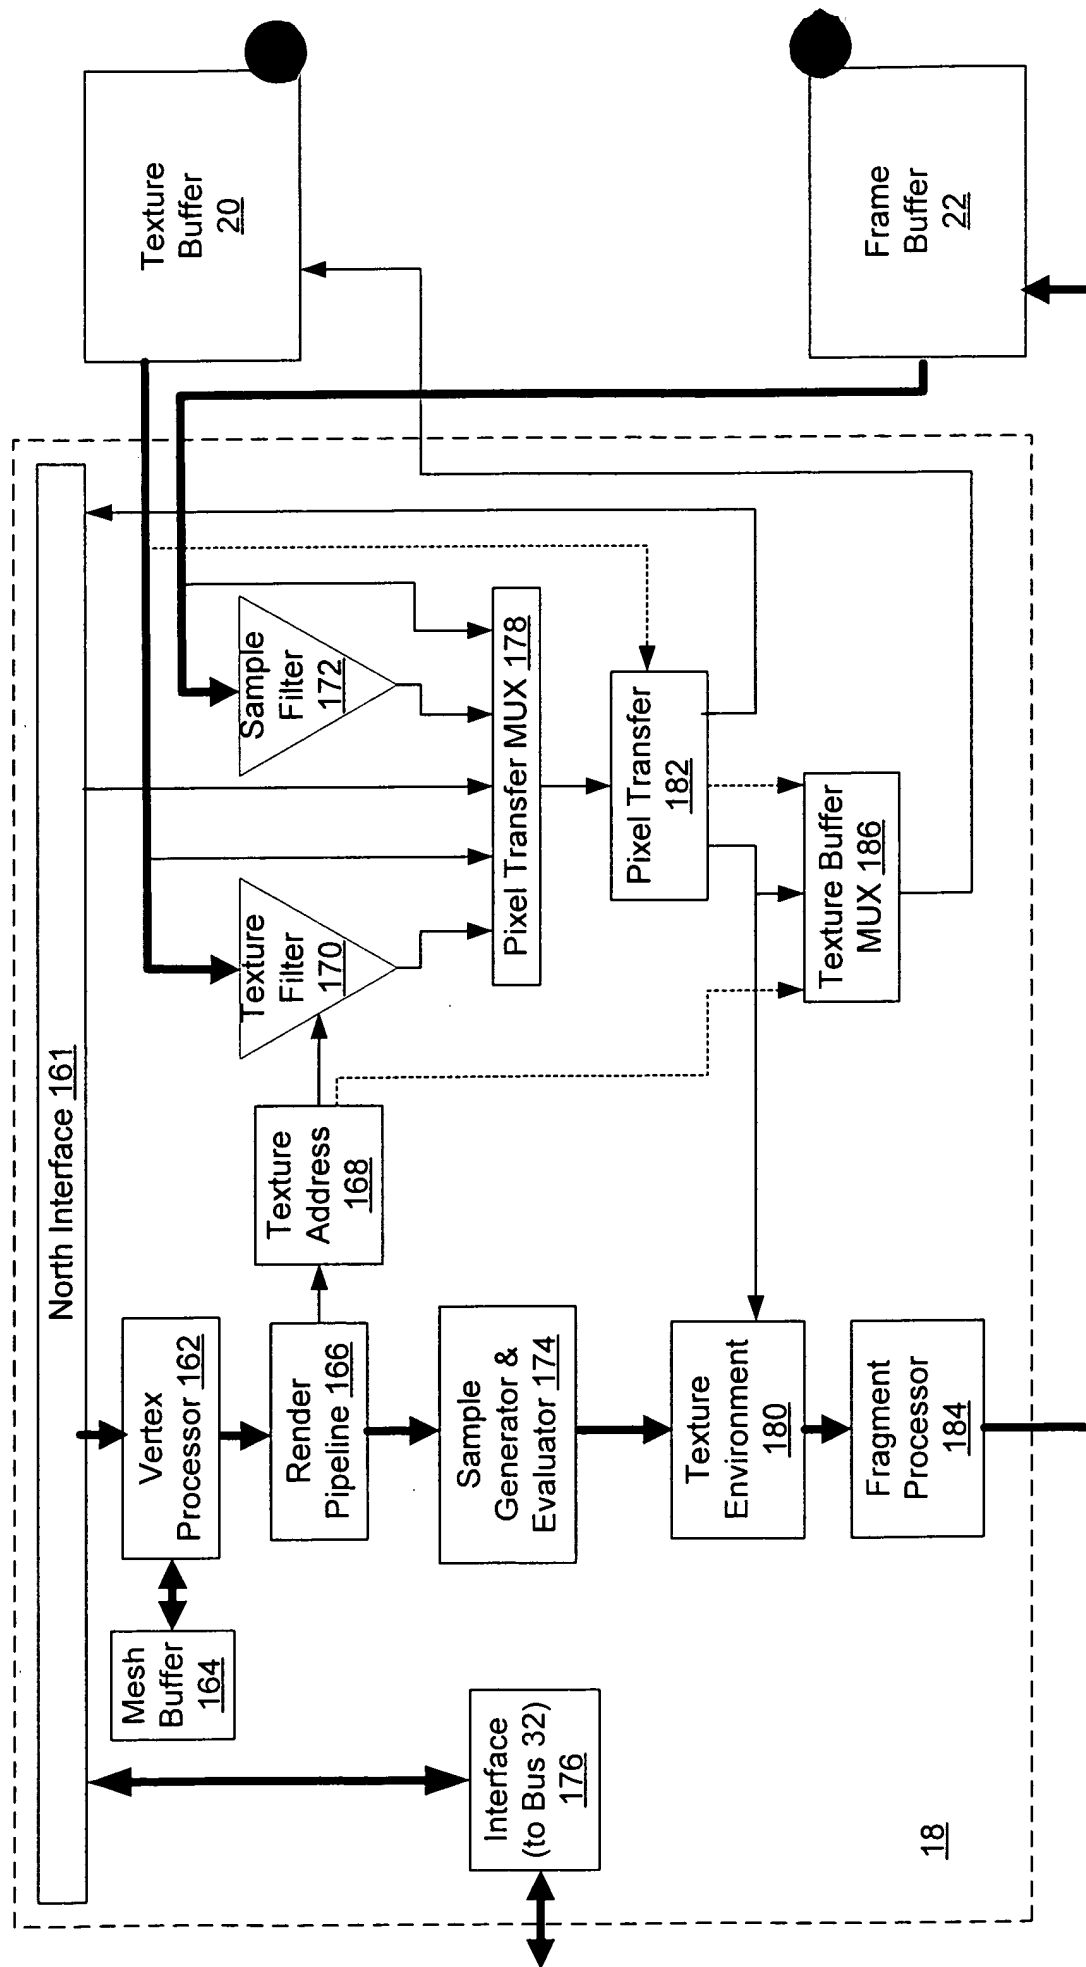 North Interface 161
Mesh
Buffer
164
Vertex
Processor 162
Interface
(to Bus 32)
176
Render
Pipeline 166
Texture
Address
168
Texture
Filter
170
Sample
Filter
172
Texture
Buffer
20
Sample
Generator &
Evaluator 174
Pixel Transfer MUX 178
Texture
Environment
180
Pixel Transfer
182
Fragment
Processor
184
Texture Buffer
MUX 186
Frame
Buffer
22
18